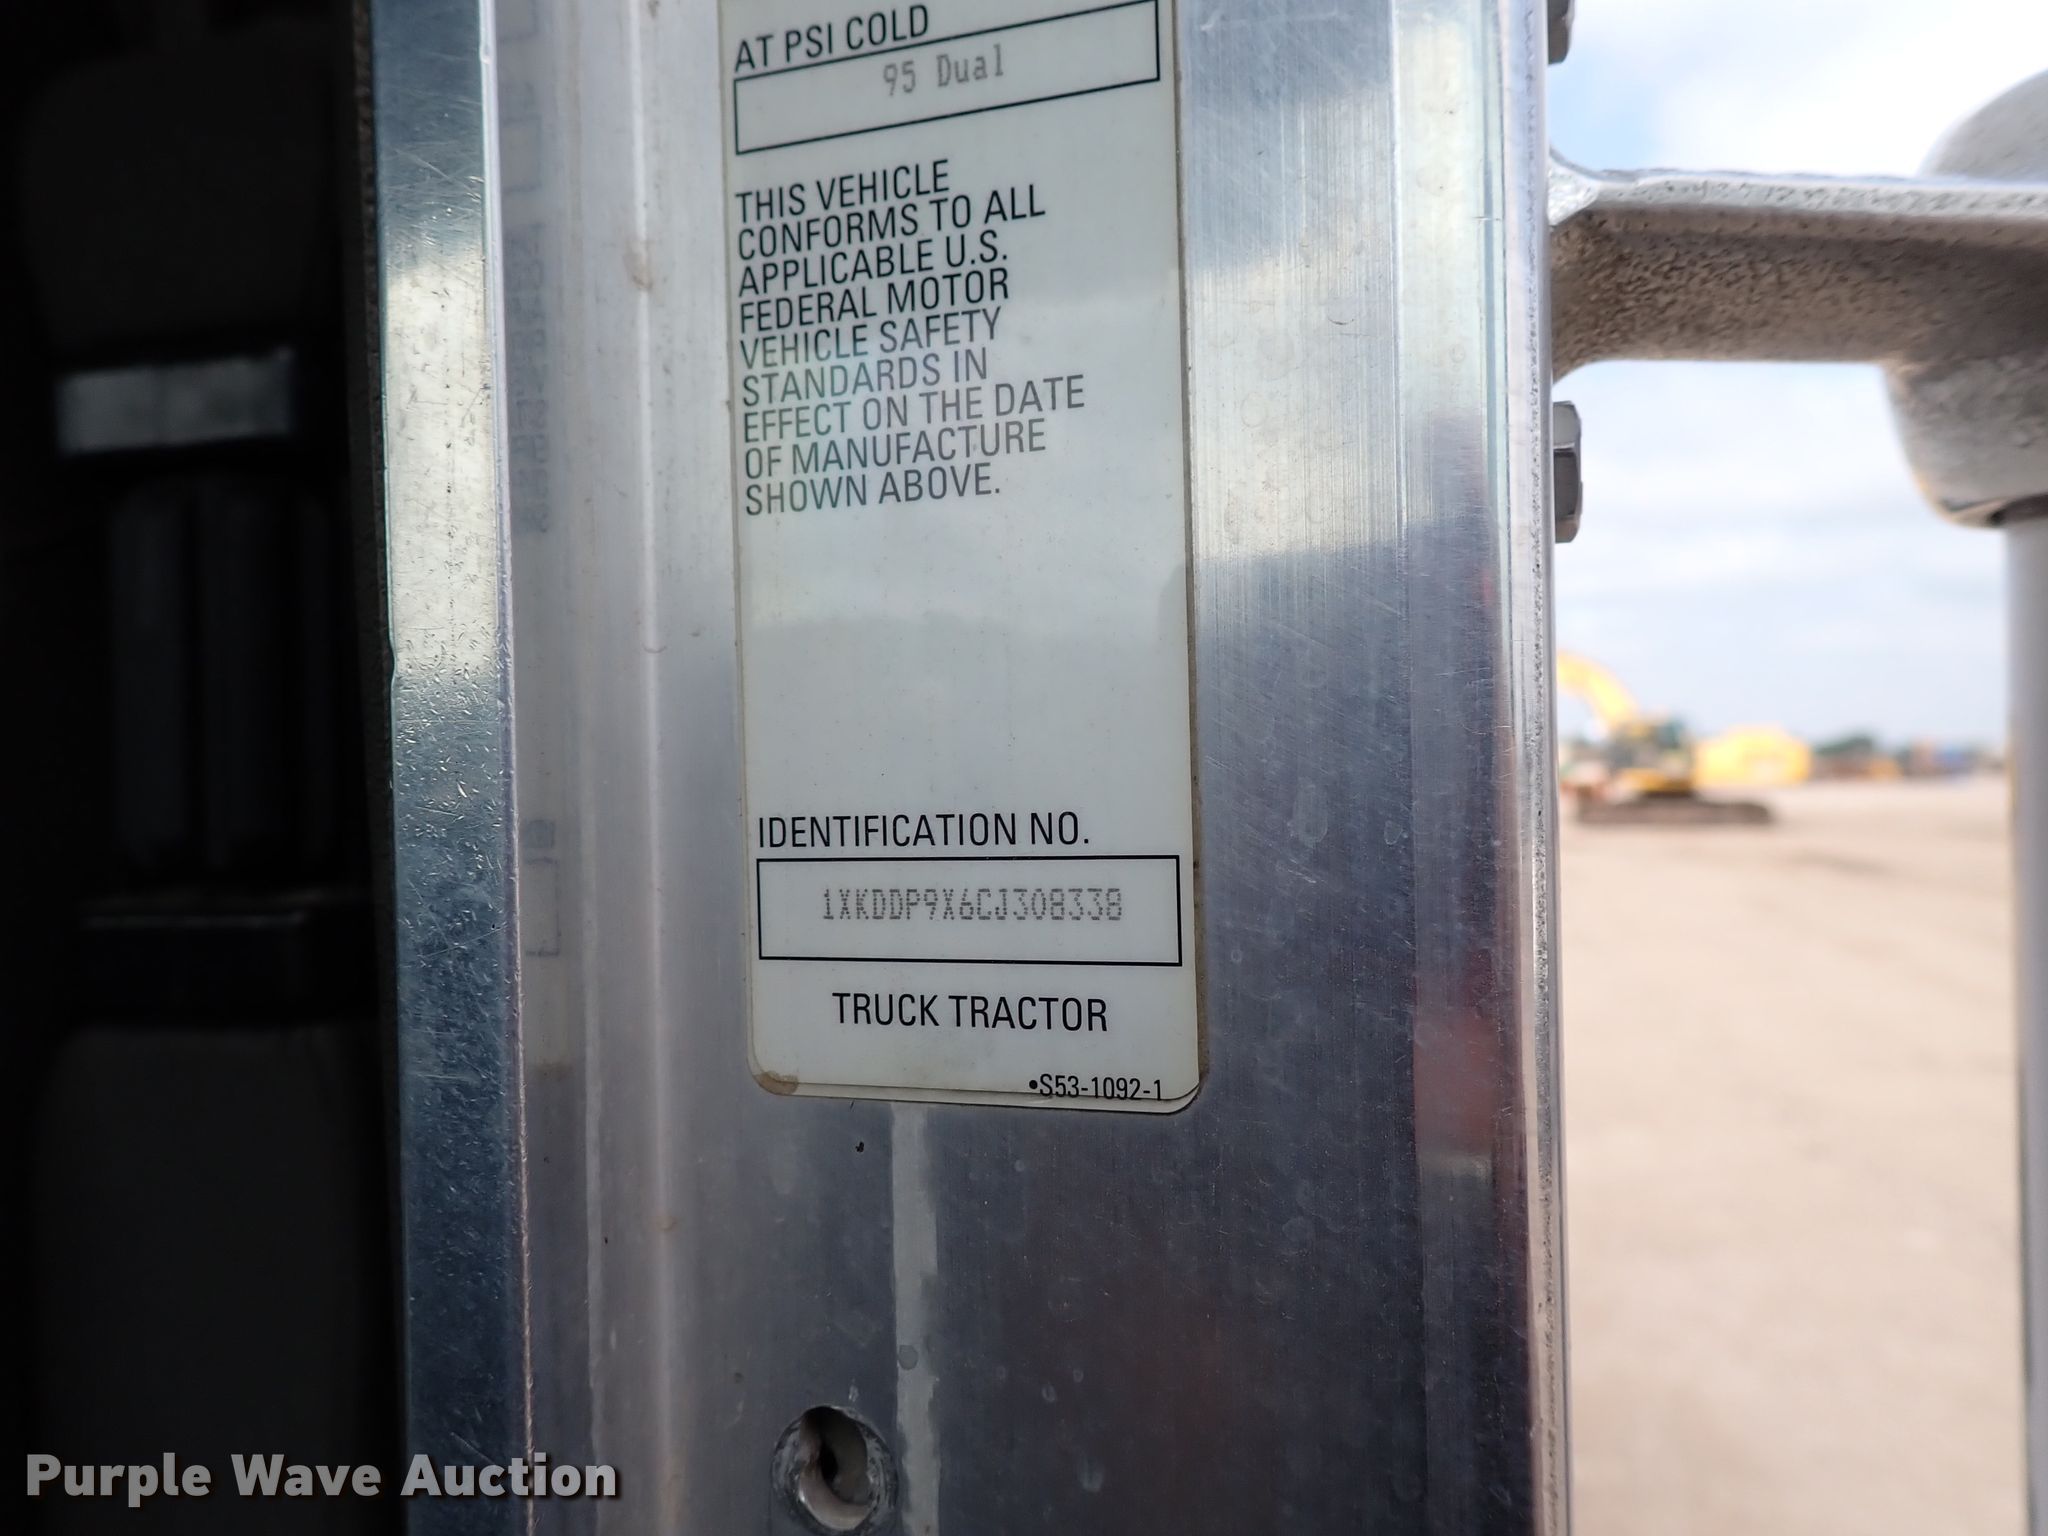 AT PSI COLD
95 Dual
THIS VEHICLE
CONFORMS TO ALL
APPLICABLE U.S.
FEDERAL MOTOR
VEHICLE SAFETY
STANDARDS IN
EFFECT ON THE DATE
OF MANUFACTURE
SHOWN ABOVE.
IDENTIFICATION NO.
1XKDDP9X6CJ308338
TRUCK TRACTOR
•S53-1092-1
Purple Wave Auction